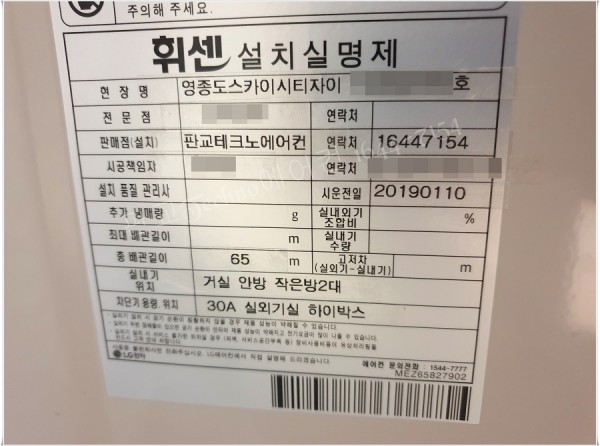 주의해 주세요.
휘센 설치실명제
현 장 명 영종도스카이시티자이 호
전 문 점 연락처
판매점(설치) 판교테크노에어컨 연락처 16447154
시공책임자 연락처
설치 품질 관리사 시운전일 20190110
추가 냉매량 g 실내외기 조합비 %
최대 배관길이 m 실내기 수량
총 배관길이 65 m 고저차 (실외기~실내기) m
실내기 위치 거실 안방 작은방2대
차단기 용량, 위치 30A 실외기실 하이박스
LG전자
에어컨 문의전화 : 1544-7777
MEZ65827902